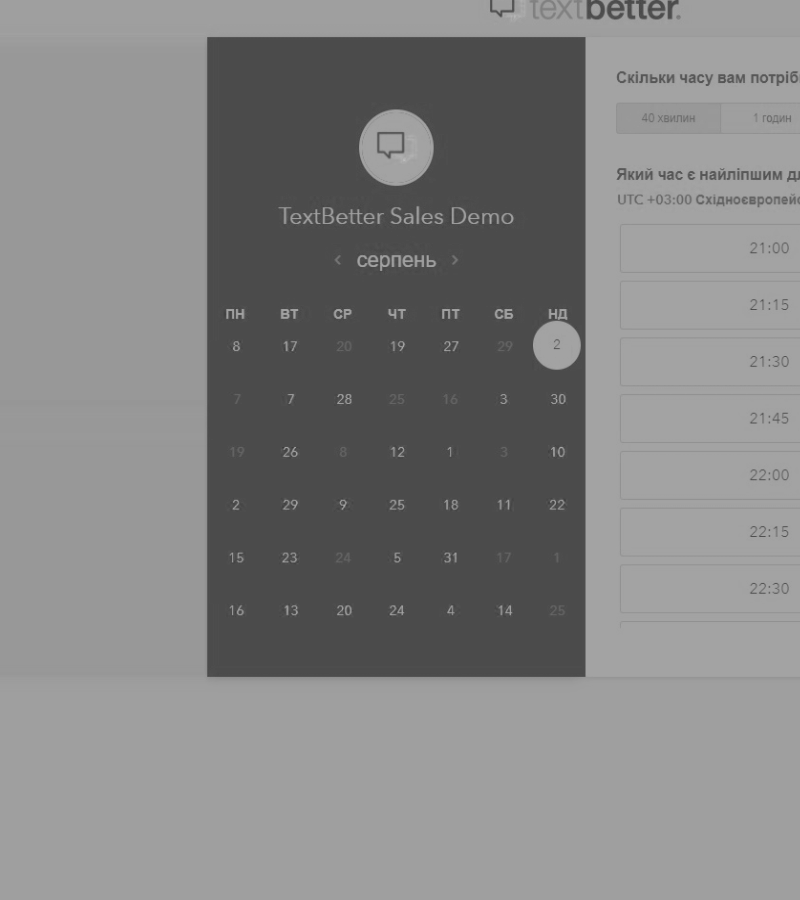 textbetter.
TextBetter Sales Demo
‹ серпень ›
ПН ВТ СР ЧТ ПТ СБ НД
8 17 20 19 27 29 2
7 7 28 25 16 3 30
19 26 8 12 1 3 10
2 29 9 25 18 11 22
15 23 24 5 31 17 1
16 13 20 24 4 14 25
Скільки часу вам потріб
40 хвилин 1 годин
Який час є найліпшим д
UTC +03:00 Східноєвропей
21:00
21:15
21:30
21:45
22:00
22:15
22:30